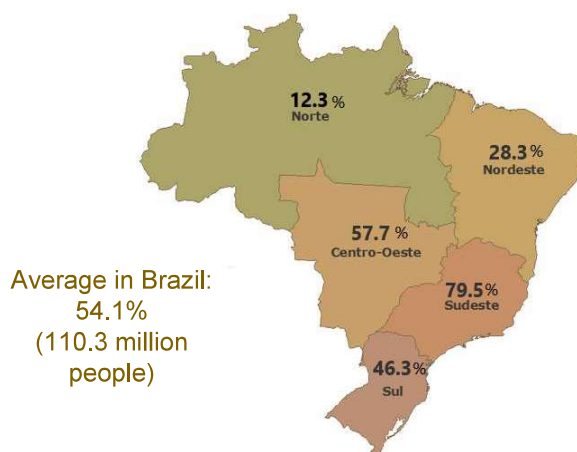 12.3 %
Norte
28.3 %
Nordeste
57.7 %
Centro-Oeste
79.5 %
Sudeste
46.3 %
Sul
Average in Brazil:
54.1%
(110.3 million
people)